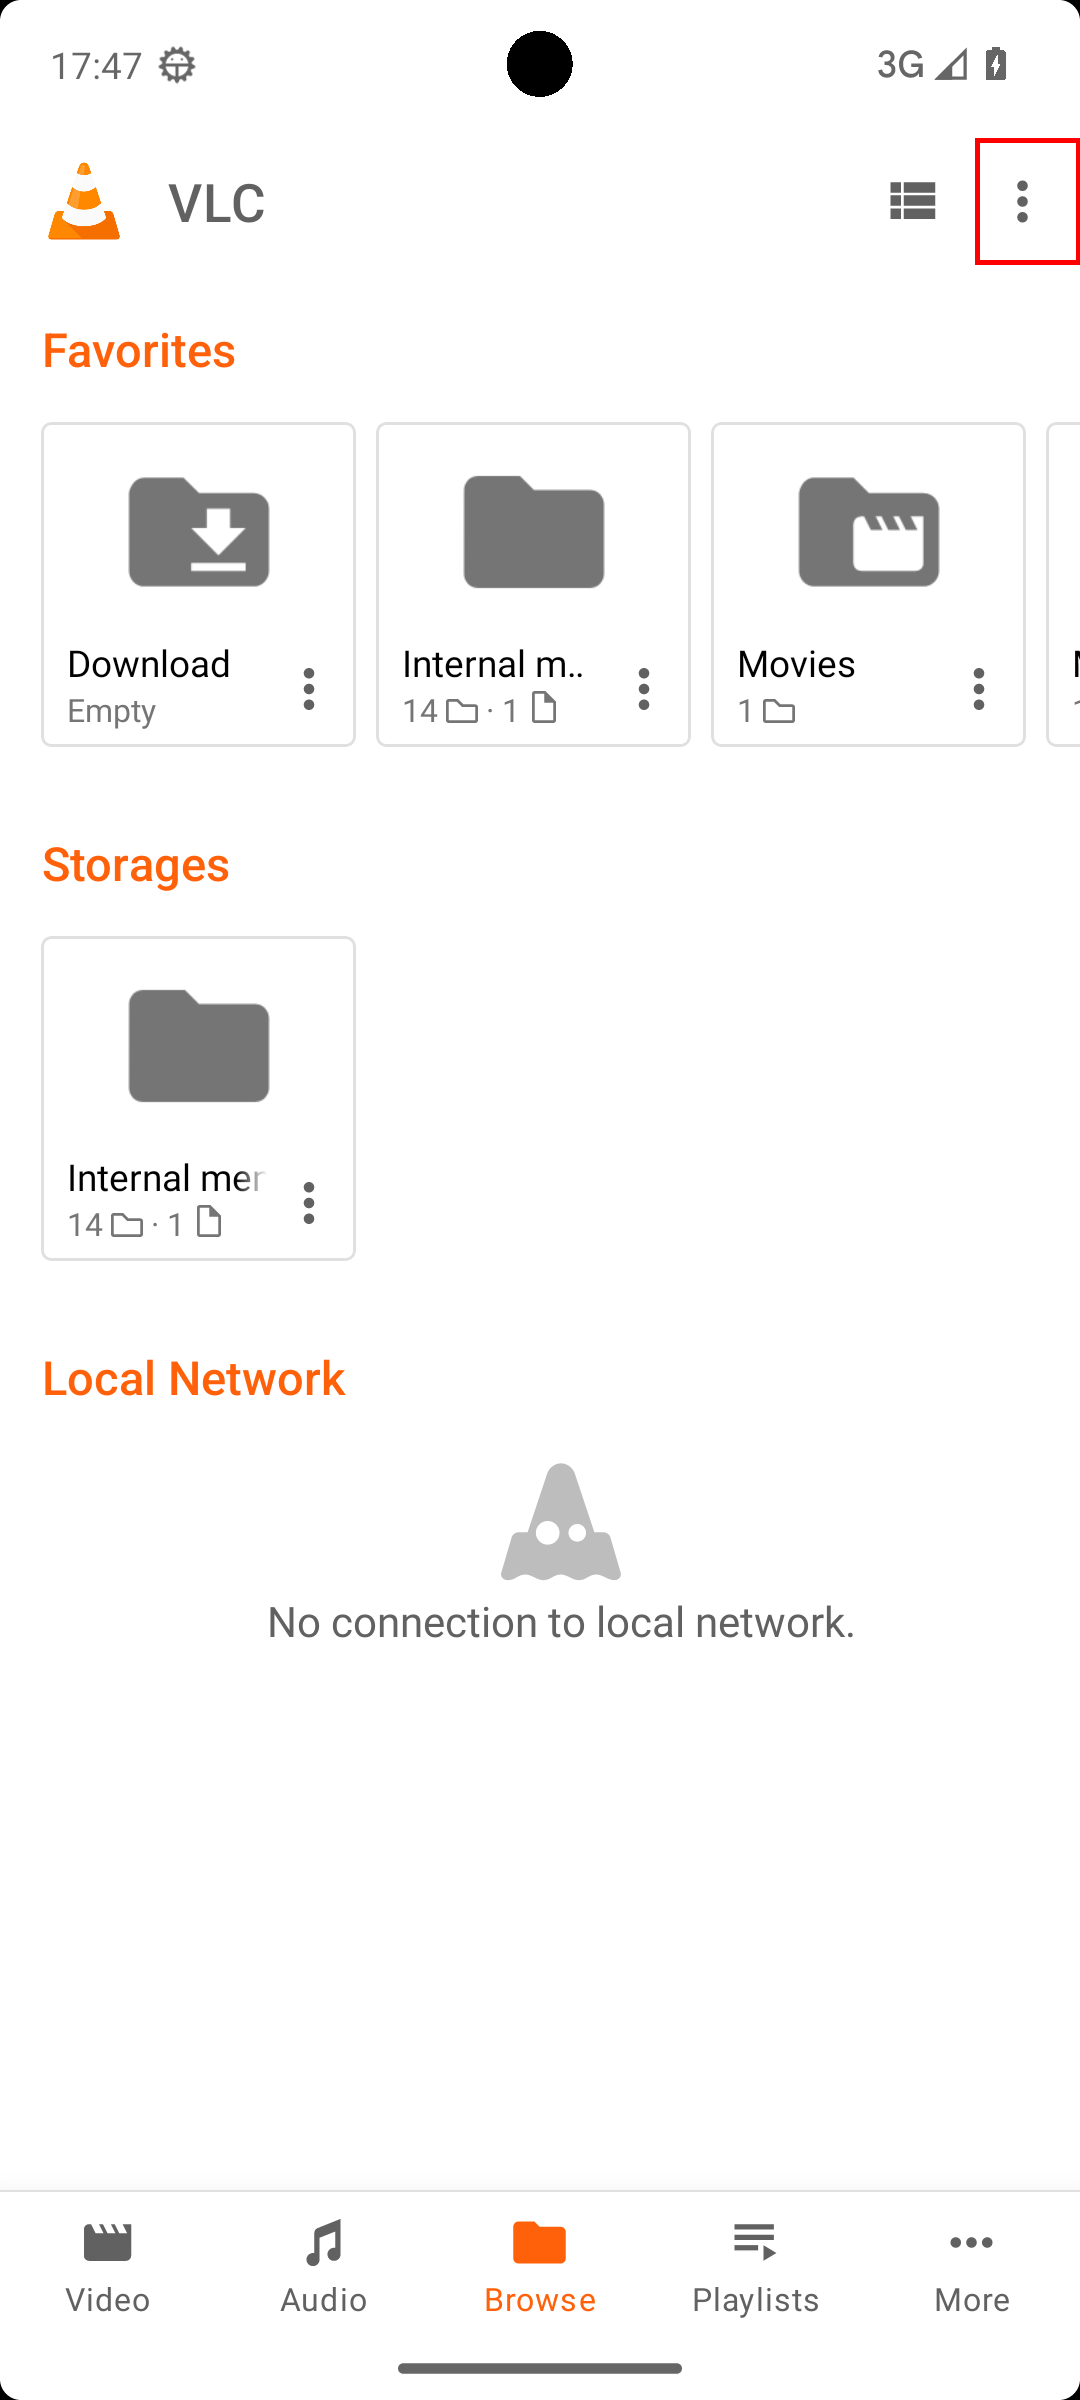 17:47
3G
VLC
Favorites
Download
Empty
Internal m..
14 · 1
Movies
1
Storages
Internal mer
14 · 1
Local Network
No connection to local network.
Video
Audio
Browse
Playlists
More